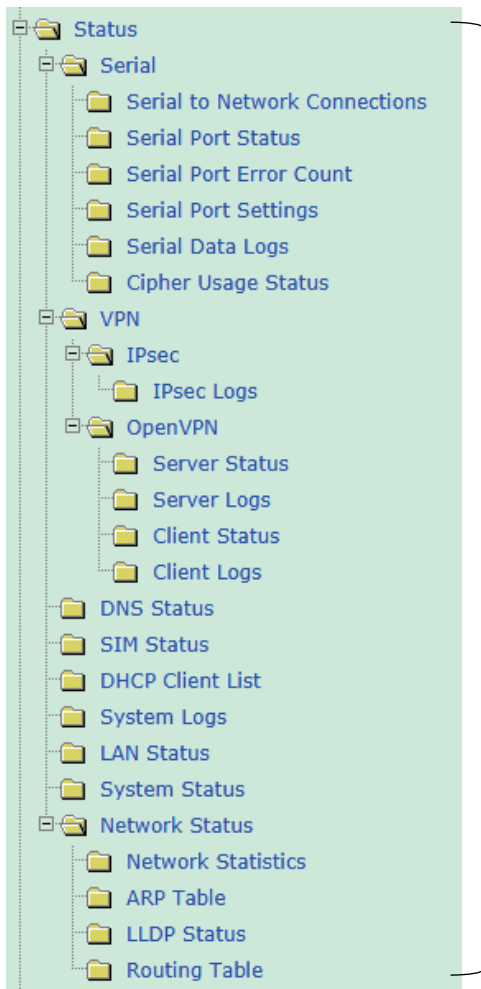 Status
Serial
Serial to Network Connections
Serial Port Status
Serial Port Error Count
Serial Port Settings
Serial Data Logs
Cipher Usage Status
VPN
IPsec
IPsec Logs
OpenVPN
Server Status
Server Logs
Client Status
Client Logs
DNS Status
SIM Status
DHCP Client List
System Logs
LAN Status
System Status
Network Status
Network Statistics
ARP Table
LLDP Status
Routing Table